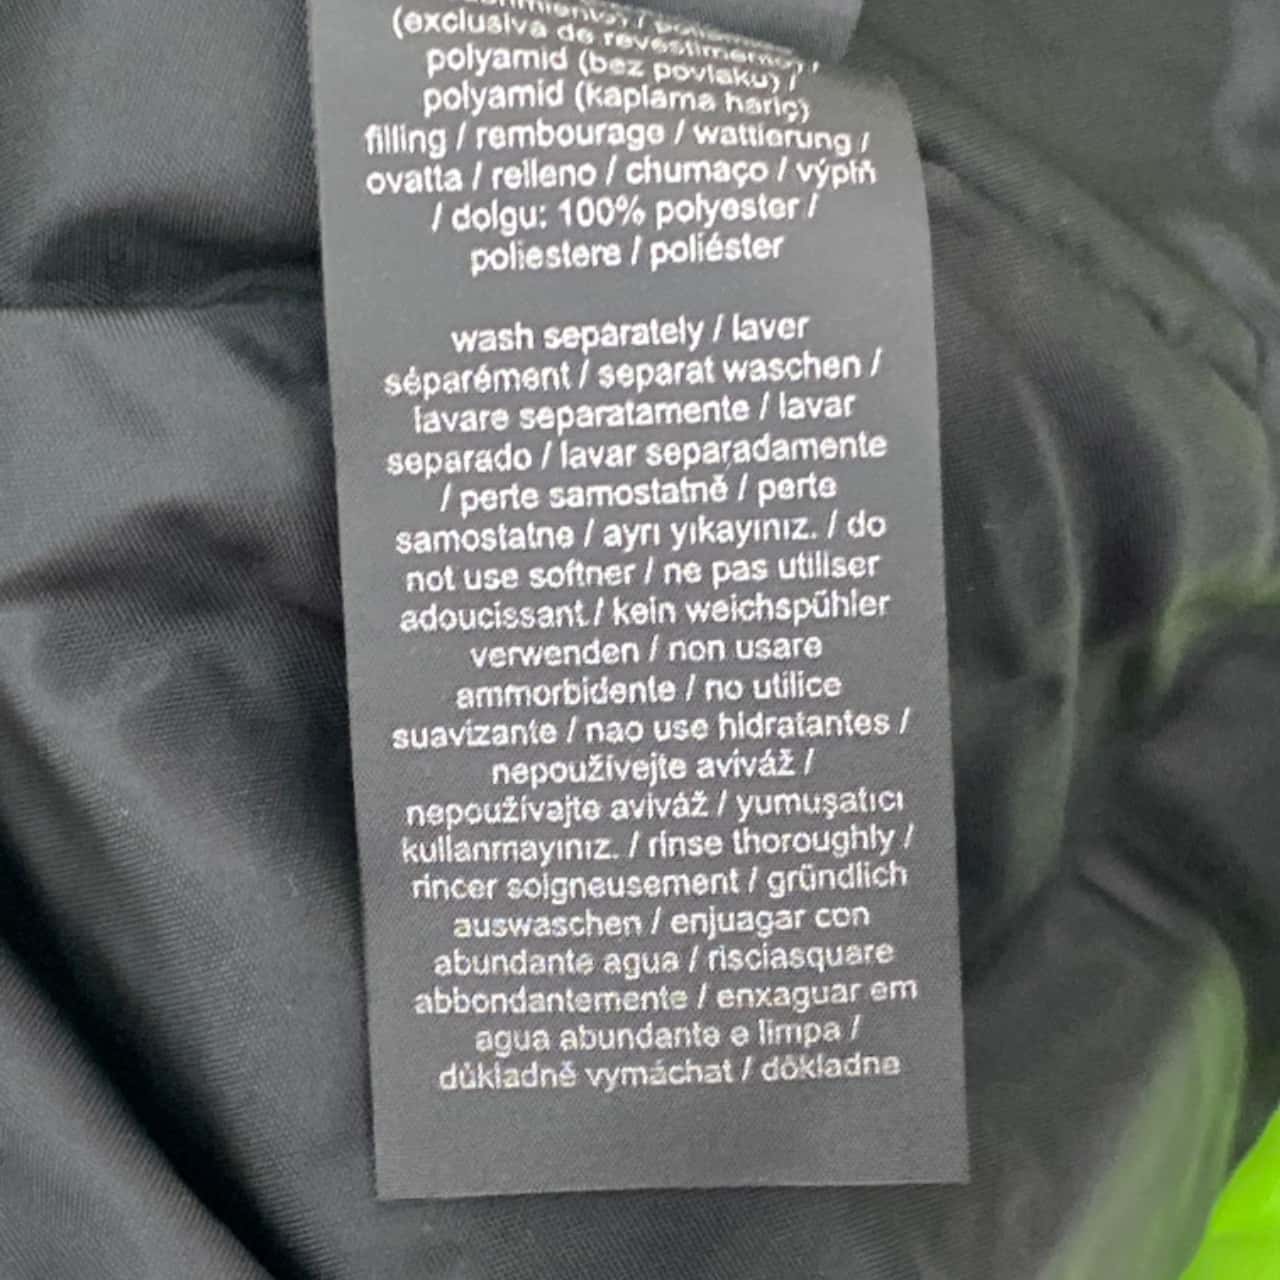 (exclusiva de revestimento) /
polyamid (bez povlaku) /
polyamid (kaplama hariç)
filling / rembourage / wattierung /
ovatta / relleno / chumaço / výplň
/ dolgu: 100% polyester /
poliestere / poliéster
wash separately / laver
séparément / separat waschen /
lavare separatamente / lavar
separado / lavar separadamente
/ perte samostatně / perte
samostatne / ayrı yıkayınız. / do
not use softner / ne pas utiliser
adoucissant / kein weichspühler
verwenden / non usare
ammorbidente / no utilice
suavizante / nao use hidratantes /
nepoužívejte aviváž /
nepoužívajte aviváž / yumuşatıcı
kullanmayınız. / rinse thoroughly /
rincer soigneusement / gründlich
auswaschen / enjuagar con
abundante agua / risciasquare
abbondantemente / enxaguar em
agua abundante e limpa /
důkladně vymáchat / dôkladne